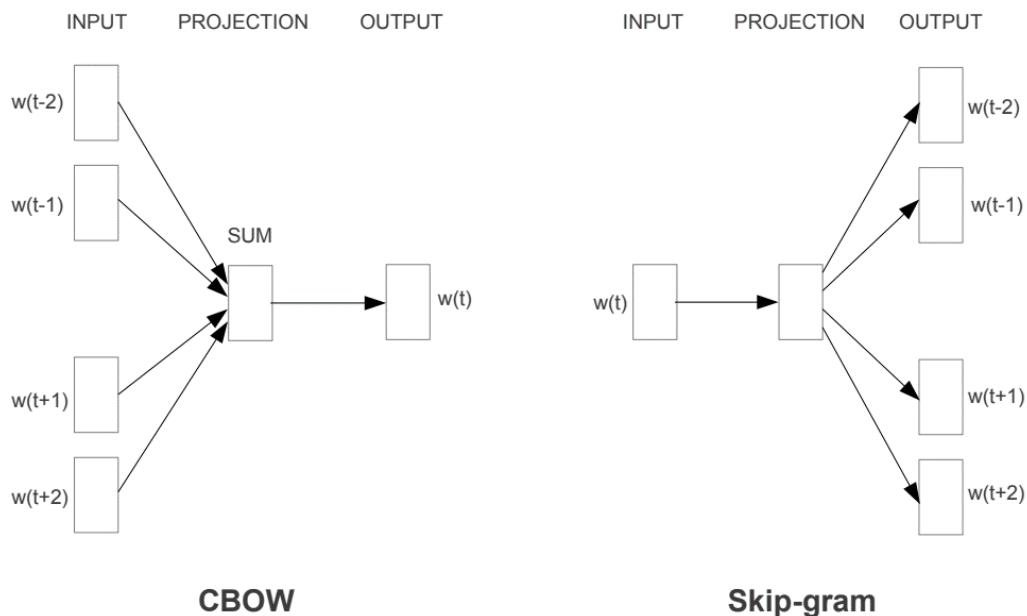 INPUT PROJECTION OUTPUT
w(t-2)
w(t-1)
SUM
w(t)
w(t+1)
w(t+2)
CBOW
INPUT PROJECTION OUTPUT
w(t-2)
w(t-1)
w(t)
w(t+1)
w(t+2)
Skip-gram